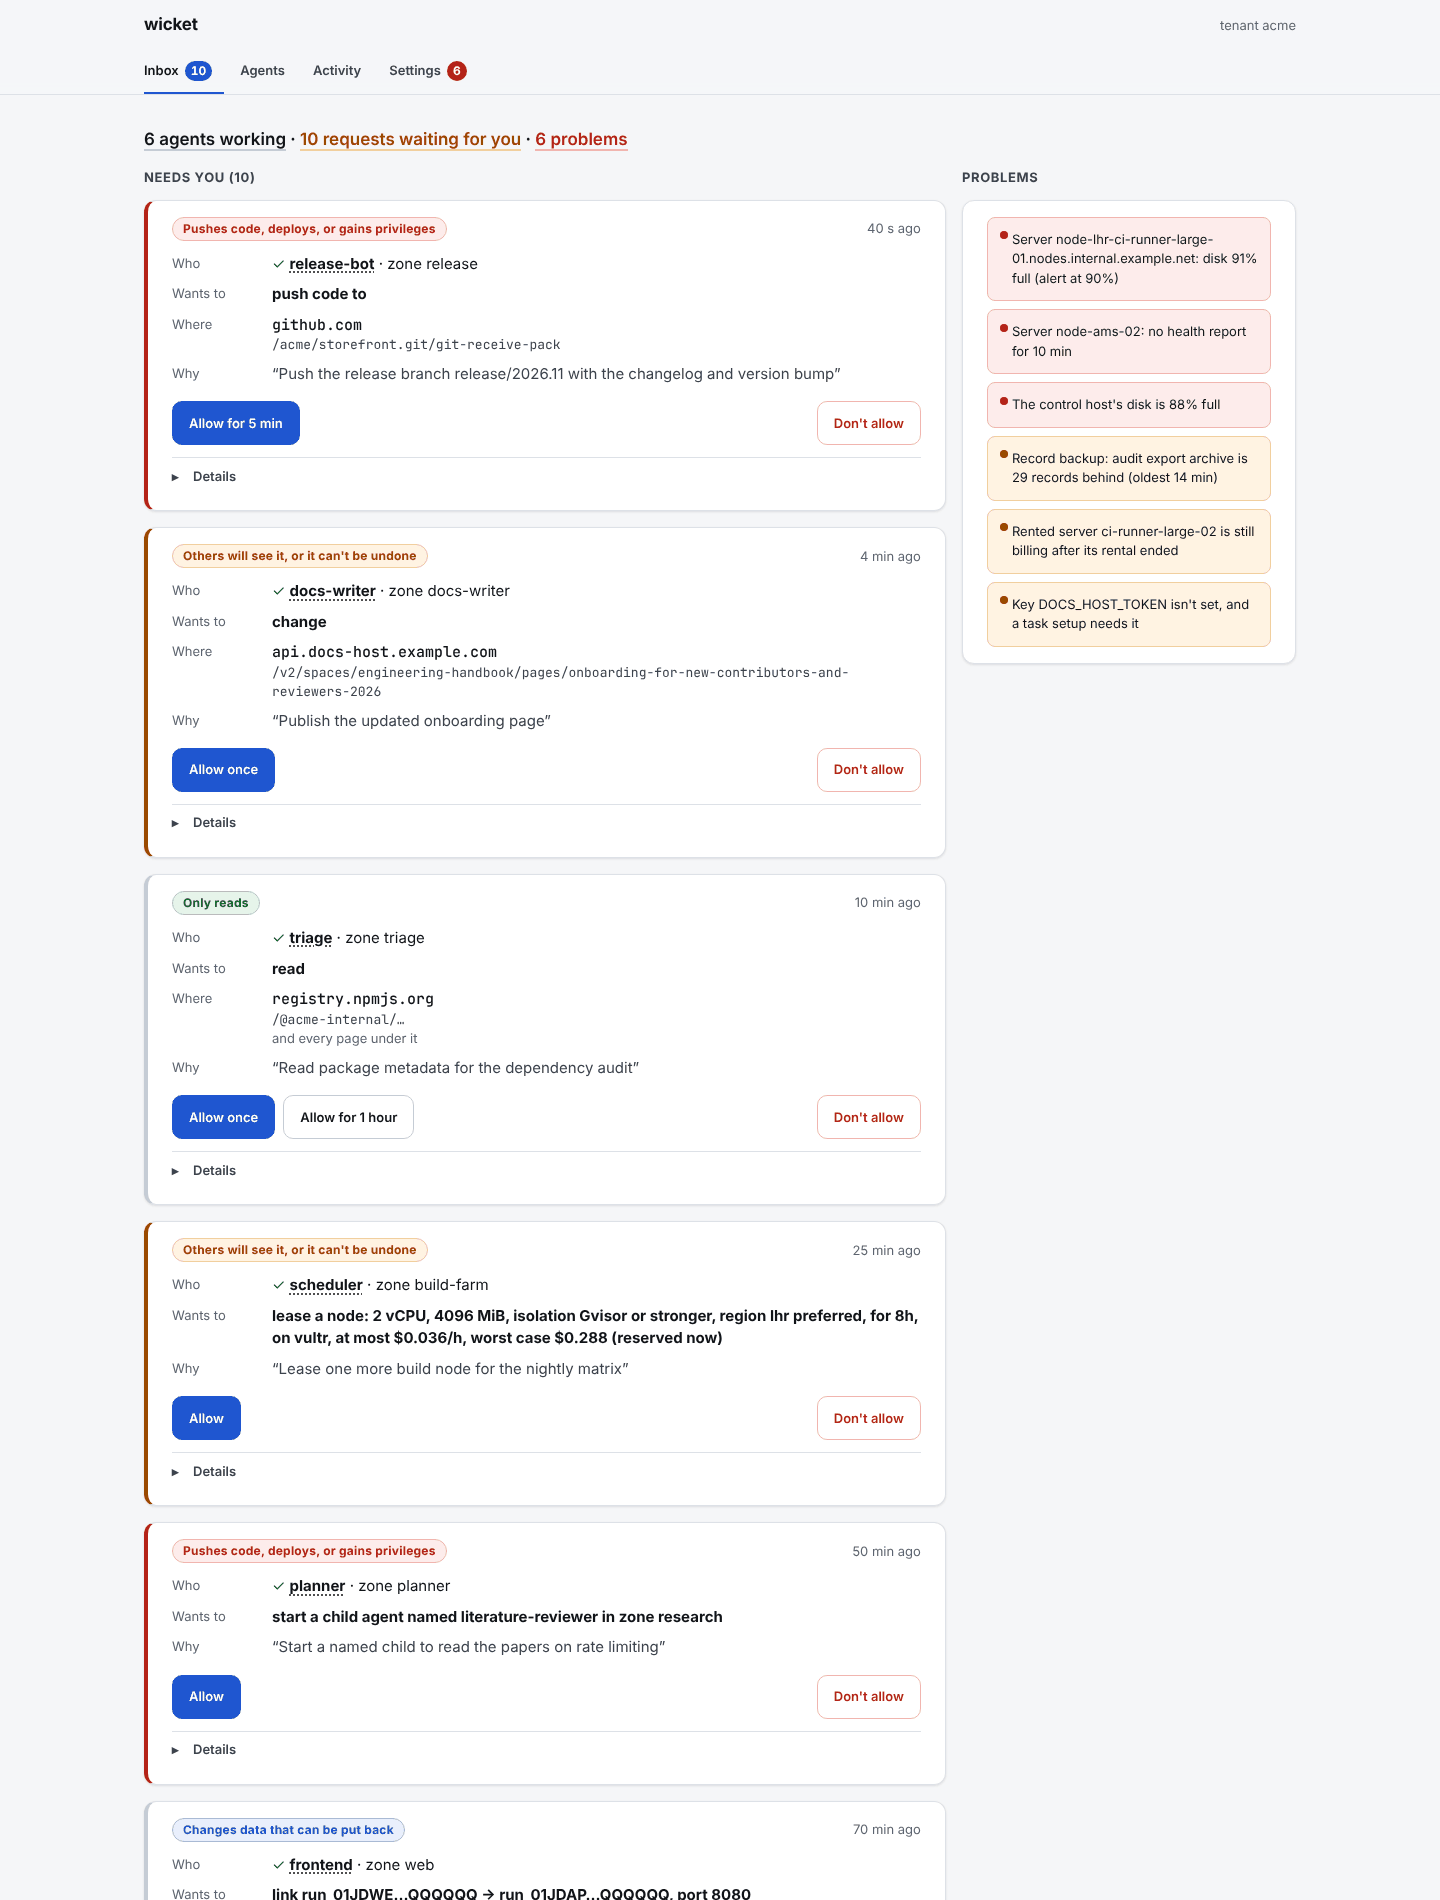 wicket
tenant acme
Inbox 10 Agents Activity Settings 6
6 agents working · 10 requests waiting for you · 6 problems
NEEDS YOU (10)
Pushes code, deploys, or gains privileges 40 s ago
Who ✓ release-bot · zone release
Wants to push code to
Where github.com
/acme/storefront.git/git-receive-pack
Why “Push the release branch release/2026.11 with the changelog and version bump”
Allow for 5 min Don't allow
▸ Details
Others will see it, or it can't be undone 4 min ago
Who ✓ docs-writer · zone docs-writer
Wants to change
Where api.docs-host.example.com
/v2/spaces/engineering-handbook/pages/onboarding-for-new-contributors-and-
reviewers-2026
Why “Publish the updated onboarding page”
Allow once Don't allow
▸ Details
Only reads 10 min ago
Who ✓ triage · zone triage
Wants to read
Where registry.npmjs.org
/@acme-internal/…
and every page under it
Why “Read package metadata for the dependency audit”
Allow once Allow for 1 hour Don't allow
▸ Details
Others will see it, or it can't be undone 25 min ago
Who ✓ scheduler · zone build-farm
Wants to lease a node: 2 vCPU, 4096 MiB, isolation Gvisor or stronger, region lhr preferred, for 8h,
on vultr, at most $0.036/h, worst case $0.288 (reserved now)
Why “Lease one more build node for the nightly matrix”
Allow Don't allow
▸ Details
Pushes code, deploys, or gains privileges 50 min ago
Who ✓ planner · zone planner
Wants to start a child agent named literature-reviewer in zone research
Why “Start a named child to read the papers on rate limiting”
Allow Don't allow
▸ Details
Changes data that can be put back 70 min ago
Who ✓ frontend · zone web
Wants to link run_01JDWE…QQQQQQ → run_01JDAP…QQQQQQ, port 8080
PROBLEMS
Server node-lhr-ci-runner-large-
01.nodes.internal.example.net: disk 91%
full (alert at 90%)
Server node-ams-02: no health report
for 10 min
The control host's disk is 88% full
Record backup: audit export archive is
29 records behind (oldest 14 min)
Rented server ci-runner-large-02 is still
billing after its rental ended
Key DOCS_HOST_TOKEN isn't set, and
a task setup needs it